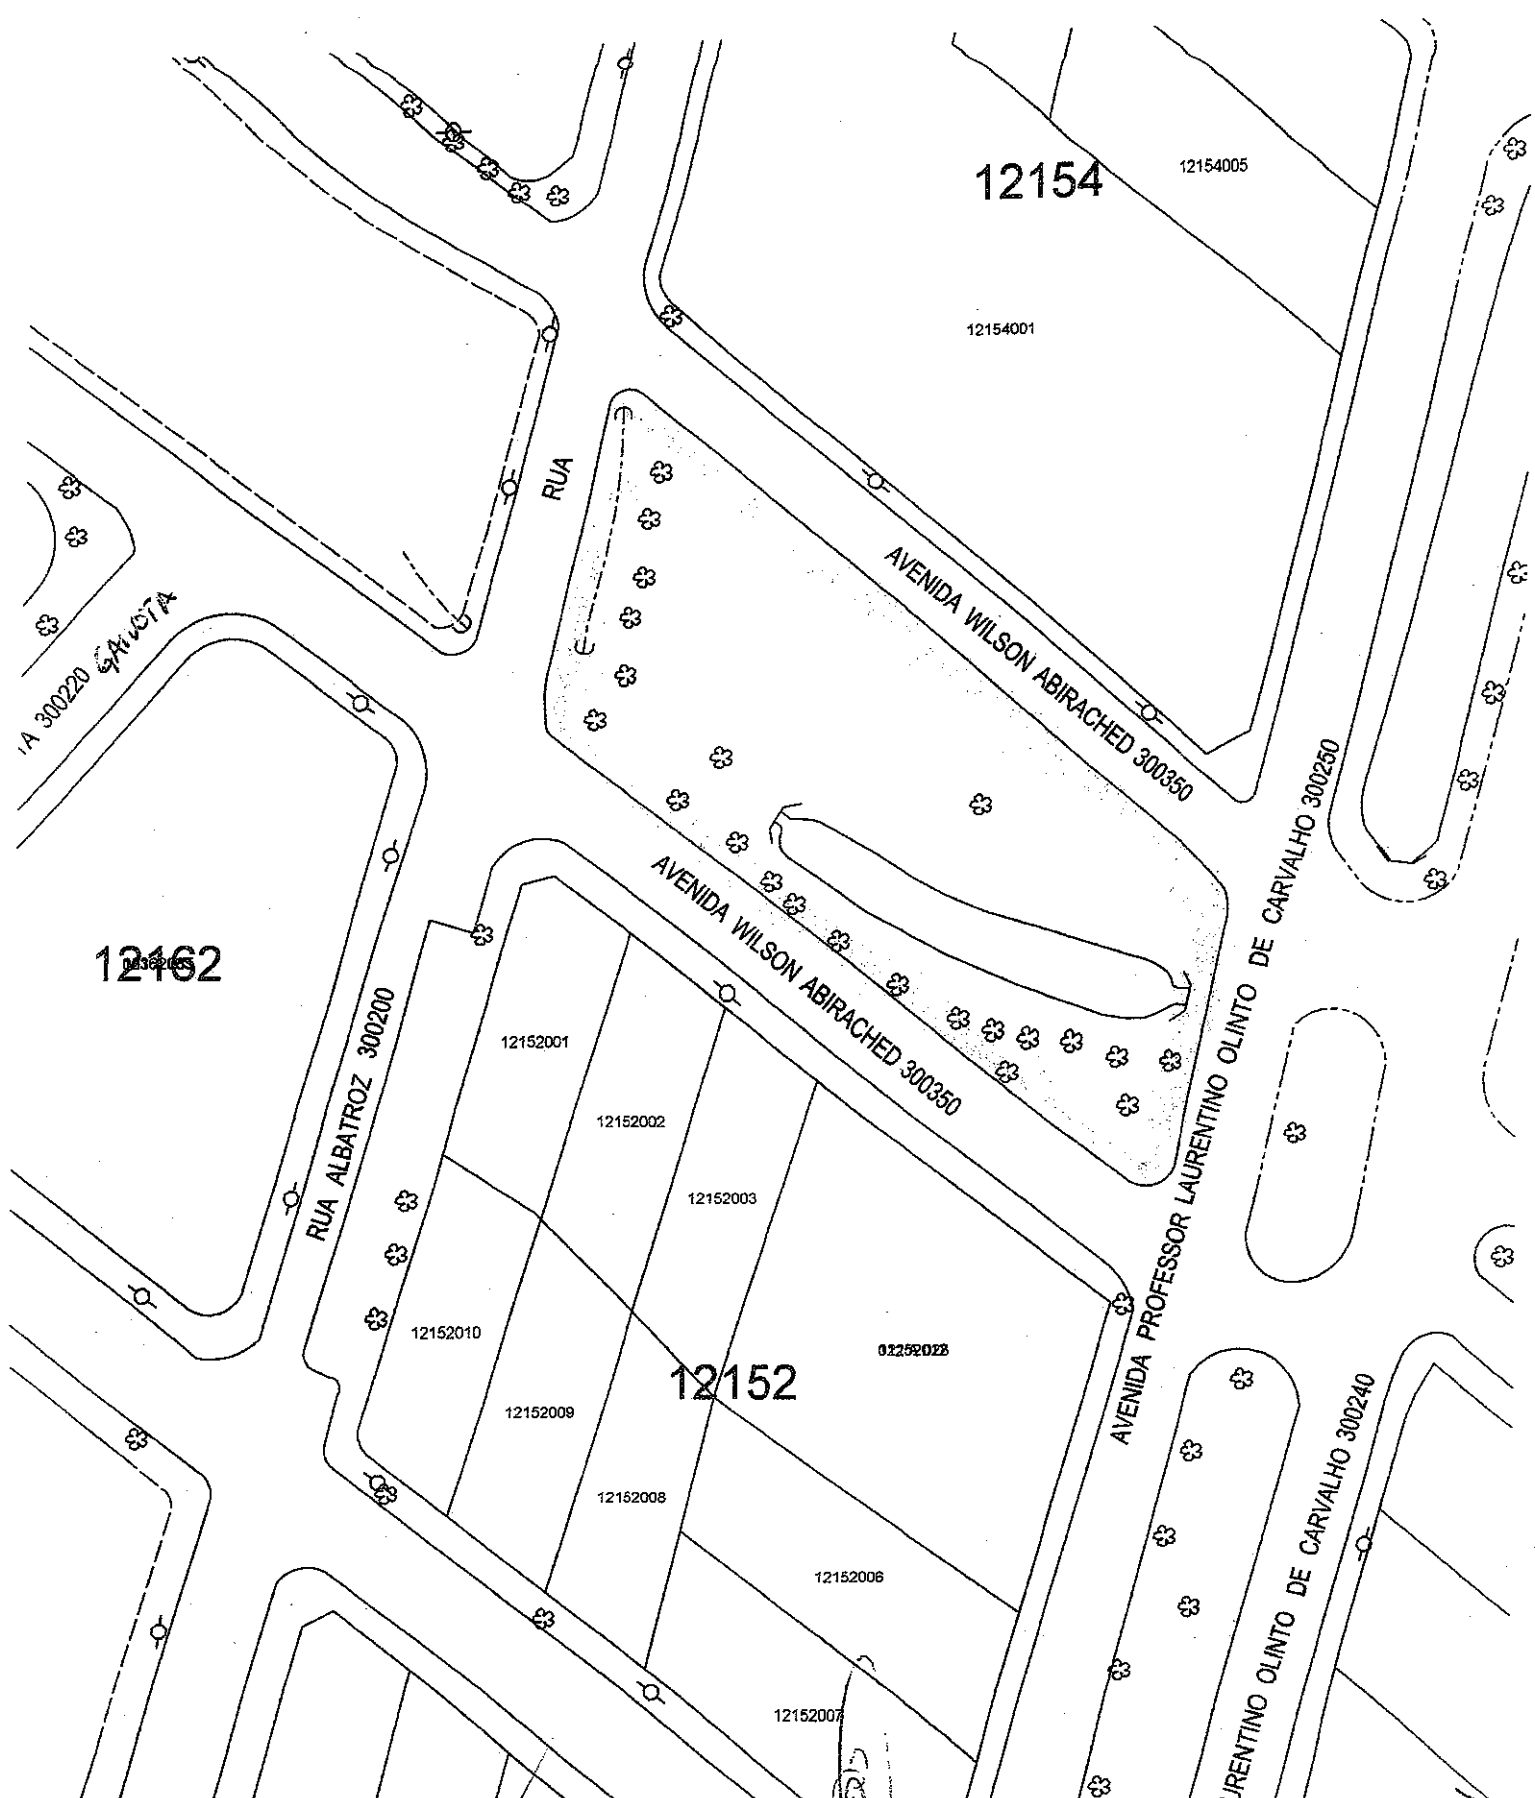 12154
12154005
12154001
RUA
AVENIDA WILSON ABIRACHED 300350
300220 GAIVOTA
AVENIDA PROFESSOR LAURENTINO OLINTO DE CARVALHO 300250
AVENIDA WILSON ABIRACHED 300350
12162
RUA ALBATROZ 300200
12152001
12152002
12152003
12152010
12152
12152009
12152008
12152006
12152007
URENTINO OLINTO DE CARVALHO 300240